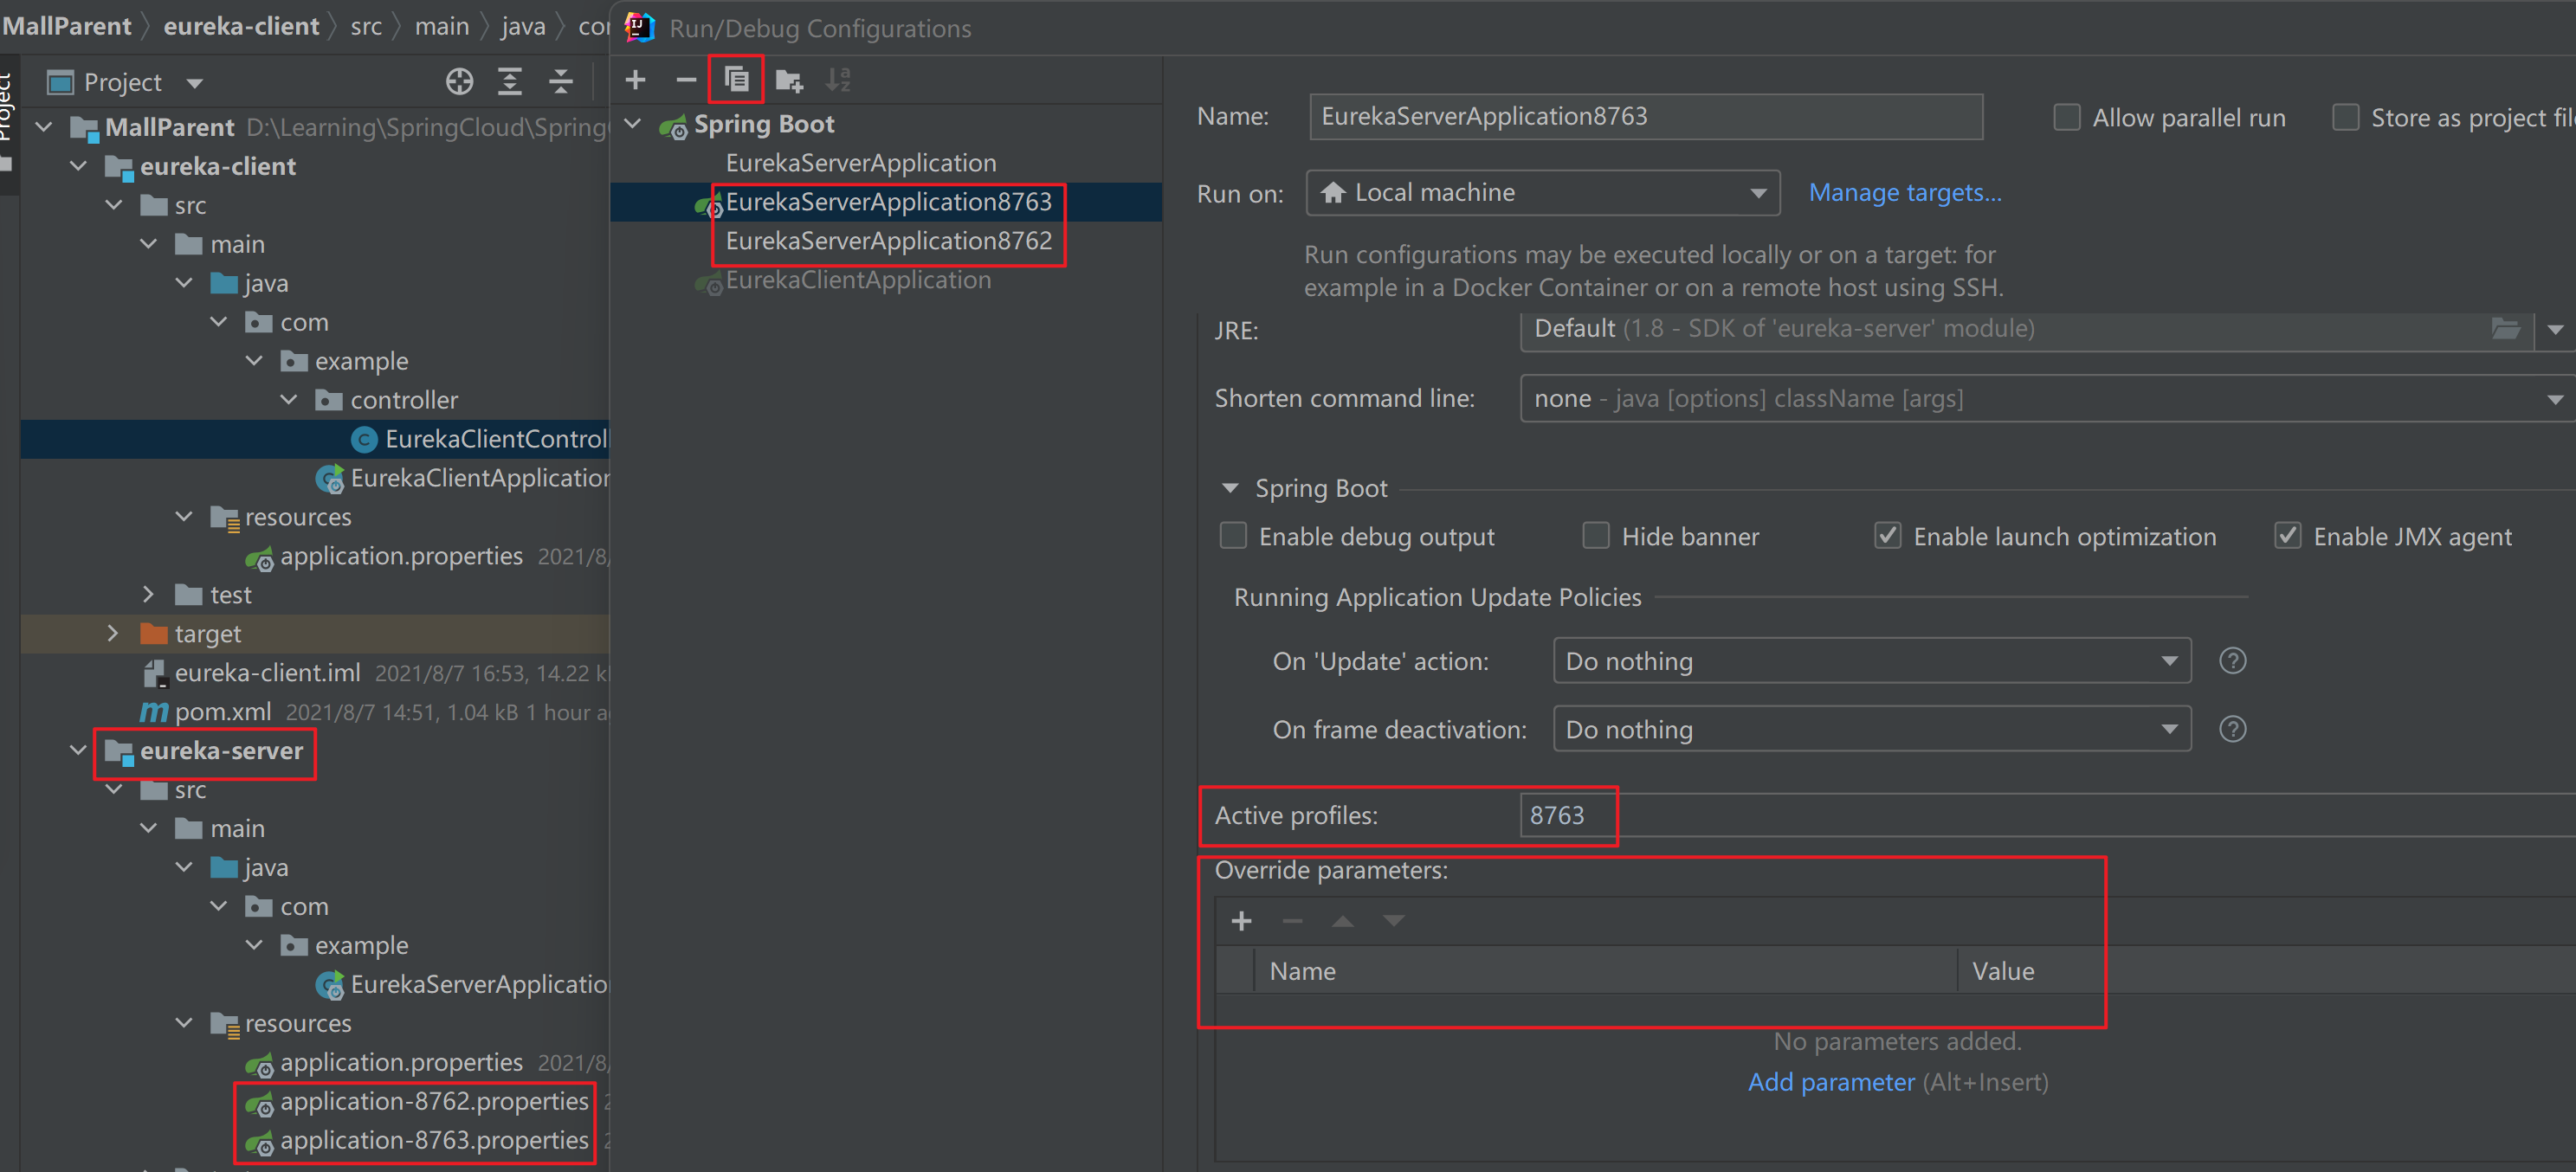 MallParent 〉 eureka-client 〉 src 〉 main 〉 java 〉
Project
Project
MallParent D:\Learning\SpringCloud\Spring
eureka-client
src
main
java
com
example
controller
EurekaClientControl
EurekaClientApplication
resources
application.properties 2021/8/
test
target
eureka-client.iml 2021/8/7 16:53, 14.22 k
pom.xml 2021/8/7 14:51, 1.04 kB 1 hour a
eureka-server
src
main
java
com
example
EurekaServerApplicatio
resources
application.properties 2021/8/
application-8762.properties 2
application-8763.properties 2
Run/Debug Configurations
Spring Boot
EurekaServerApplication
EurekaServerApplication8763
EurekaServerApplication8762
EurekaClientApplication
Name: EurekaServerApplication8763 Allow parallel run Store as project fil
Run on: Local machine Manage targets...
Run configurations may be executed locally or on a target: for
example in a Docker Container or on a remote host using SSH.
JRE: Default (1.8 - SDK of 'eureka-server' module)
Shorten command line: none - java [options] className [args]
Spring Boot
Enable debug output Hide banner Enable launch optimization Enable JMX agent
Running Application Update Policies
On 'Update' action: Do nothing
On frame deactivation: Do nothing
Active profiles: 8763
Override parameters:
Name Value
No parameters added.
Add parameter (Alt+Insert)